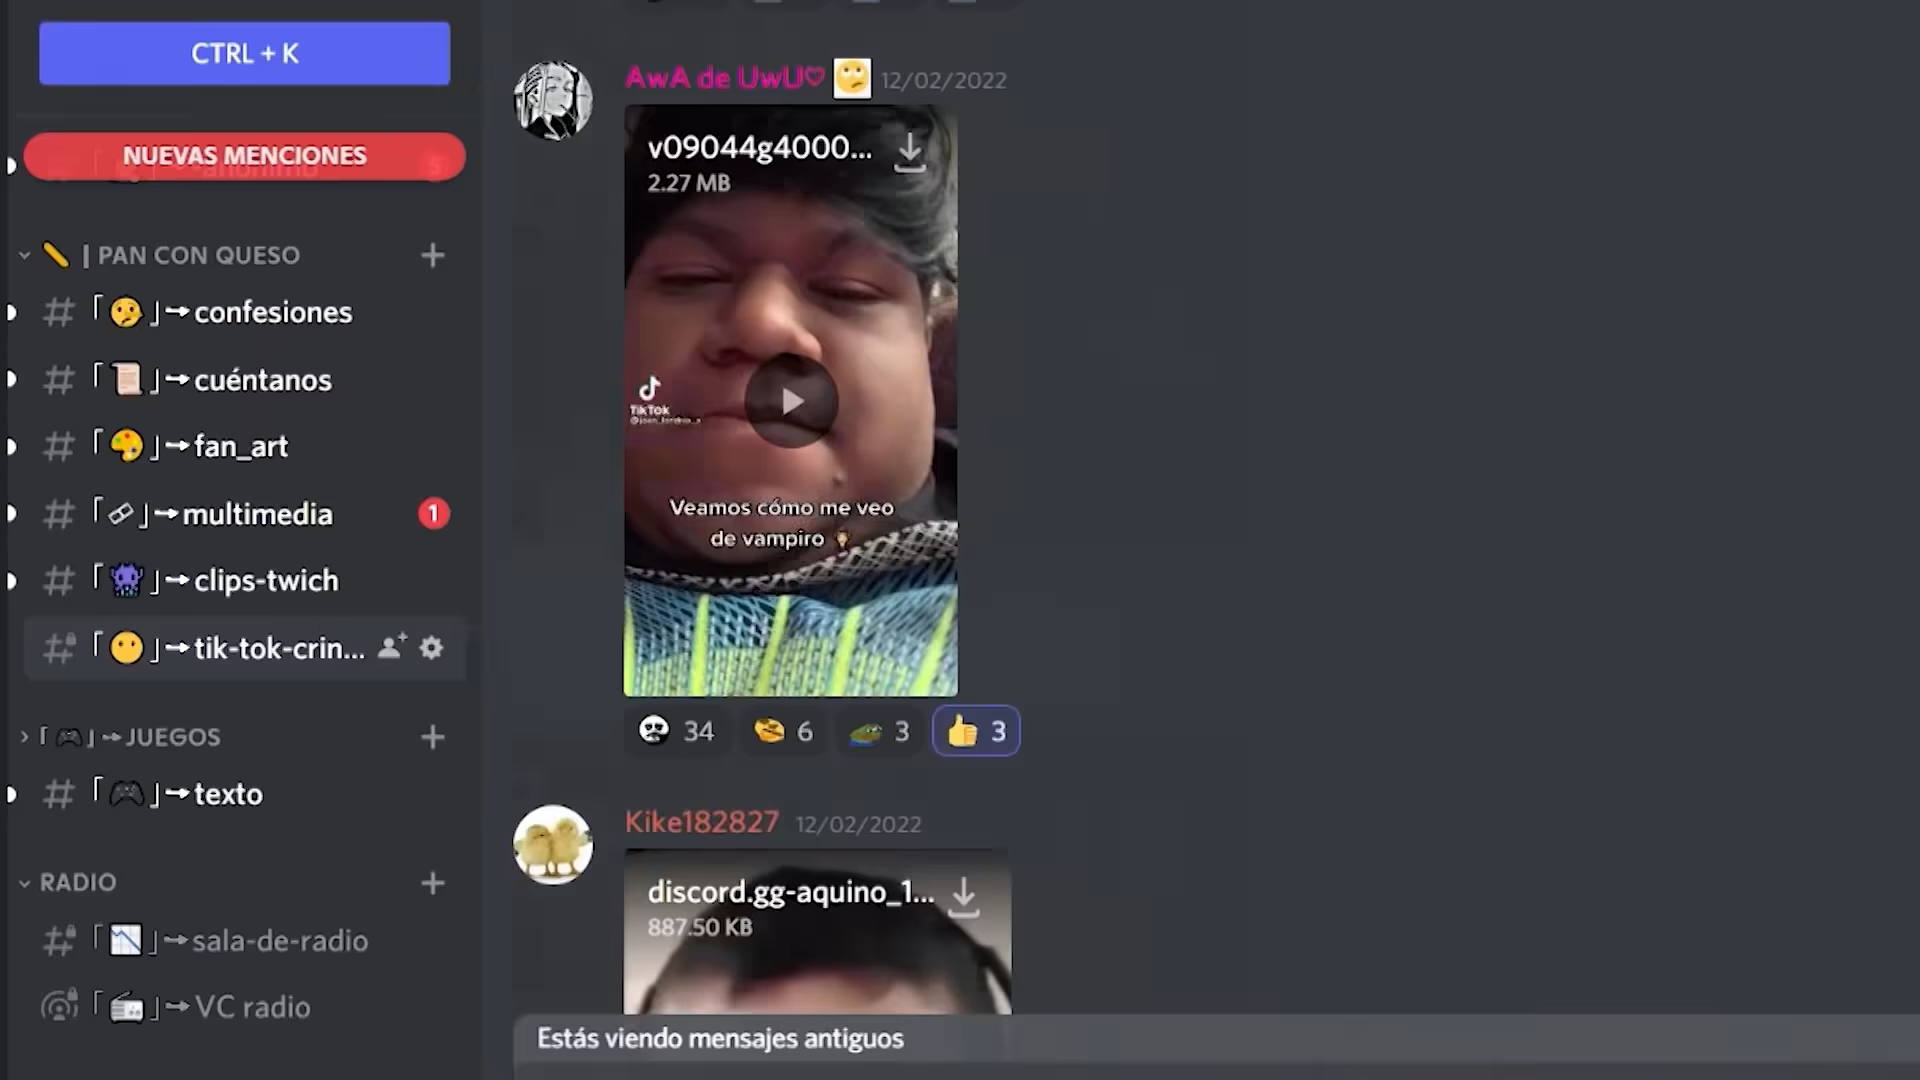 CTRL + K
NUEVAS MENCIONES
| PAN CON QUESO
「 」→confesiones
「 」→cuéntanos
「 」→fan_art
「 」→multimedia
1
「 」→clips-twich
「 」→tik-tok-crin...
「 」→JUEGOS
「 」→texto
RADIO
「 」→sala-de-radio
「 」→VC radio
AwA de UwU♡ 12/02/2022
v09044g4000...
2.27 MB
TikTok
Veamos cómo me veo
de vampiro
34 6 3 3
Kike182827 12/02/2022
discord.gg-aquino_1...
887.50 KB
Estás viendo mensajes antiguos